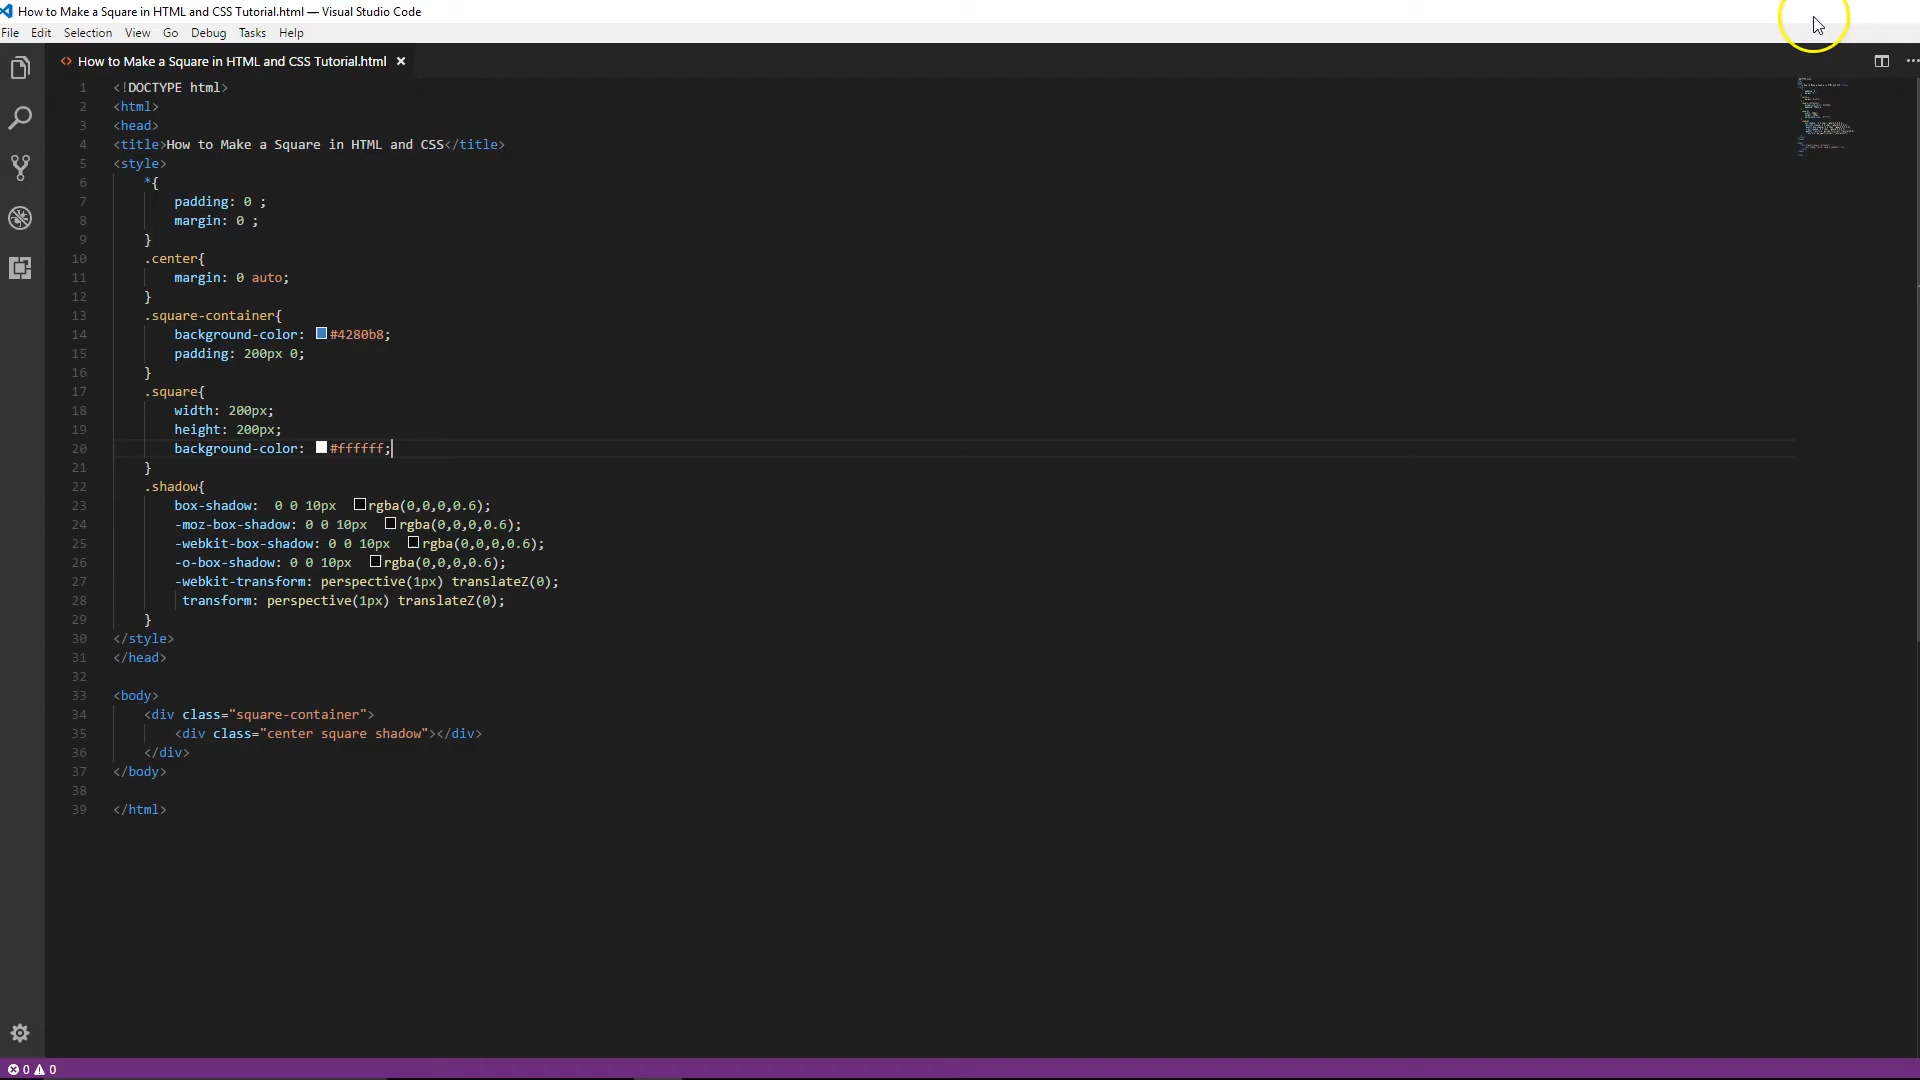 How to Make a Square in HTML and CSS Tutorial.html — Visual Studio Code
File Edit Selection View Go Debug Tasks Help
<> How to Make a Square in HTML and CSS Tutorial.html ×
1 <!DOCTYPE html>
2 <html>
3 <head>
4 <title>How to Make a Square in HTML and CSS</title>
5 <style>
6     *{
7         padding: 0 ;
8         margin: 0 ;
9     }
10     .center{
11         margin: 0 auto;
12     }
13     .square-container{
14         background-color: #4280b8;
15         padding: 200px 0;
16     }
17     .square{
18         width: 200px;
19         height: 200px;
20         background-color: #ffffff;
21     }
22     .shadow{
23         box-shadow:  0 0 10px  rgba(0,0,0,0.6);
24         -moz-box-shadow: 0 0 10px  rgba(0,0,0,0.6);
25         -webkit-box-shadow: 0 0 10px  rgba(0,0,0,0.6);
26         -o-box-shadow: 0 0 10px  rgba(0,0,0,0.6);
27         -webkit-transform: perspective(1px) translateZ(0);
28          transform: perspective(1px) translateZ(0);
29     }
30 </style>
31 </head>
32
33 <body>
34     <div class="square-container">
35         <div class="center square shadow"></div>
36     </div>
37 </body>
38
39 </html>
0 0